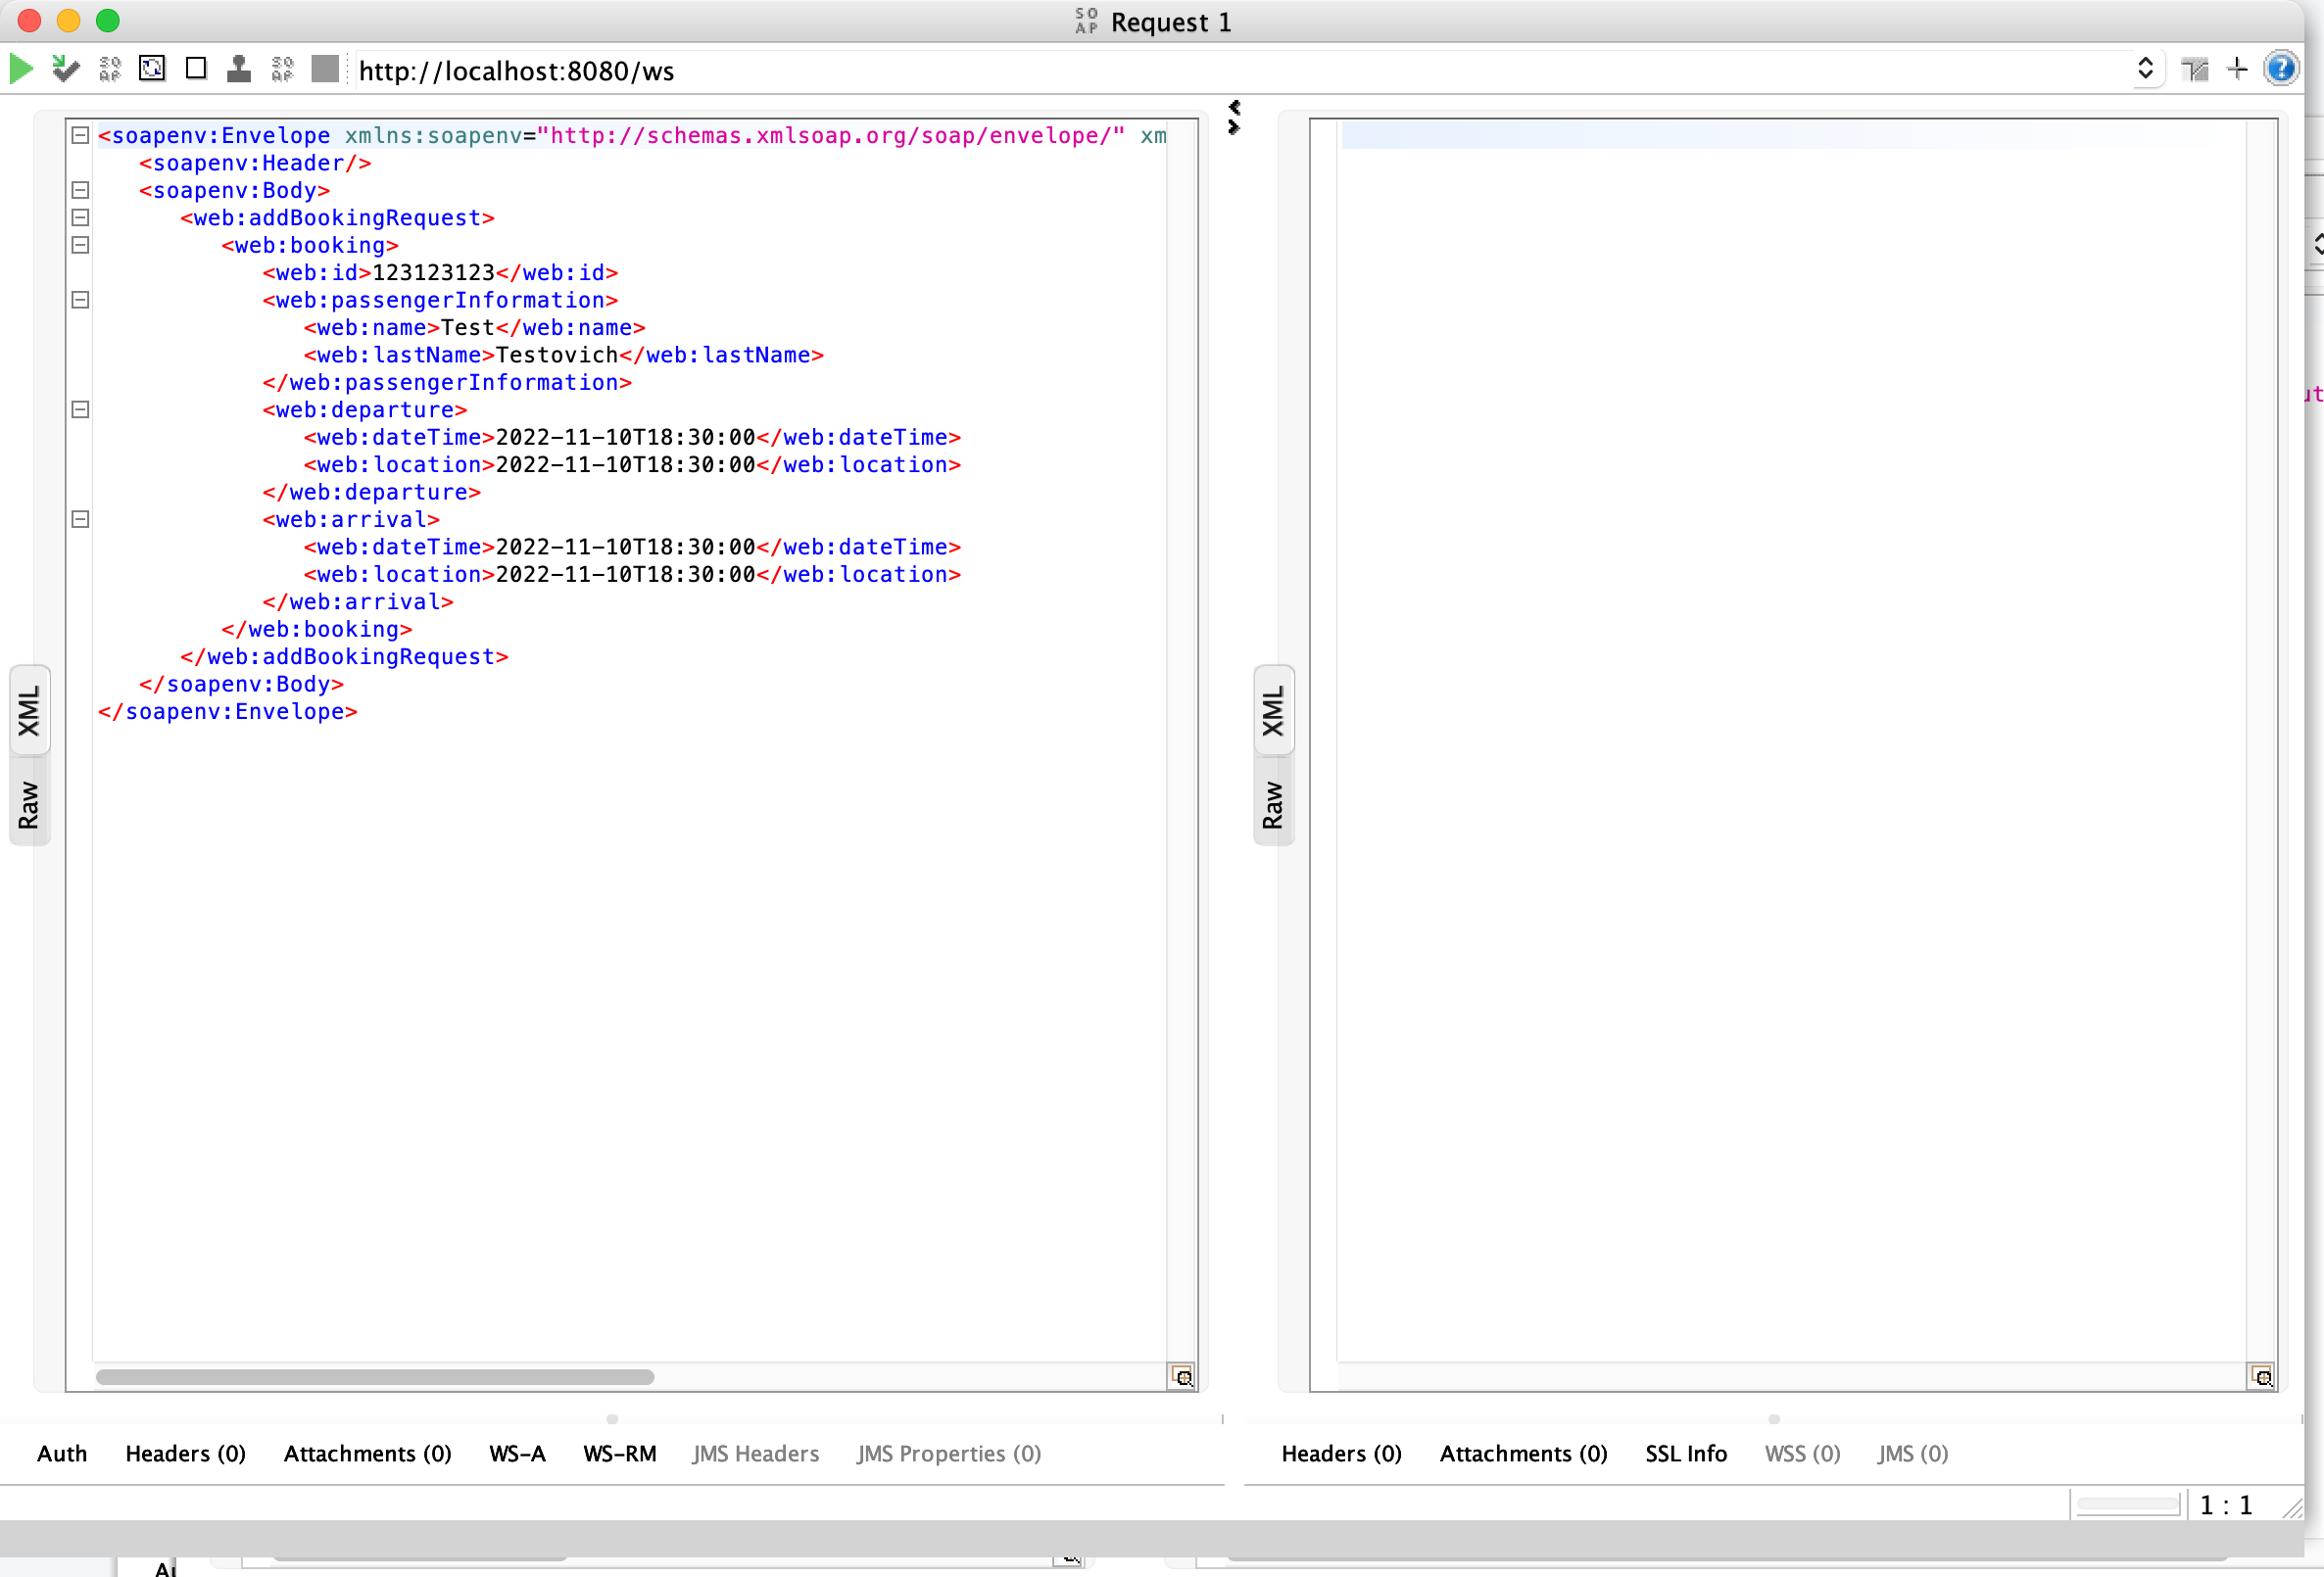 SO
AP Request 1
http://localhost:8080/ws
<soapenv:Envelope xmlns:soapenv="http://schemas.xmlsoap.org/soap/envelope/" xm
<soapenv:Header/>
<soapenv:Body>
<web:addBookingRequest>
<web:booking>
<web:id>123123123</web:id>
<web:passengerInformation>
<web:name>Test</web:name>
<web:lastName>Testovich</web:lastName>
</web:passengerInformation>
<web:departure>
<web:dateTime>2022-11-10T18:30:00</web:dateTime>
<web:location>2022-11-10T18:30:00</web:location>
</web:departure>
<web:arrival>
<web:dateTime>2022-11-10T18:30:00</web:dateTime>
<web:location>2022-11-10T18:30:00</web:location>
</web:arrival>
</web:booking>
</web:addBookingRequest>
</soapenv:Body>
</soapenv:Envelope>
XML
Raw
XML
Raw
Auth Headers (0) Attachments (0) WS-A WS-RM JMS Headers JMS Properties (0)
Headers (0) Attachments (0) SSL Info WSS (0) JMS (0)
1 : 1